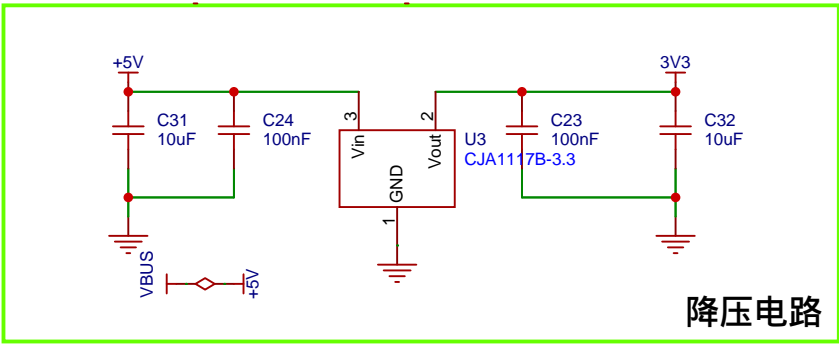 +5V
3V3
C31
10uF
C24
100nF
3
Vin
2
Vout
GND
1
U3
CJA1117B-3.3
C23
100nF
C32
10uF
VBUS
+5V
降压电路